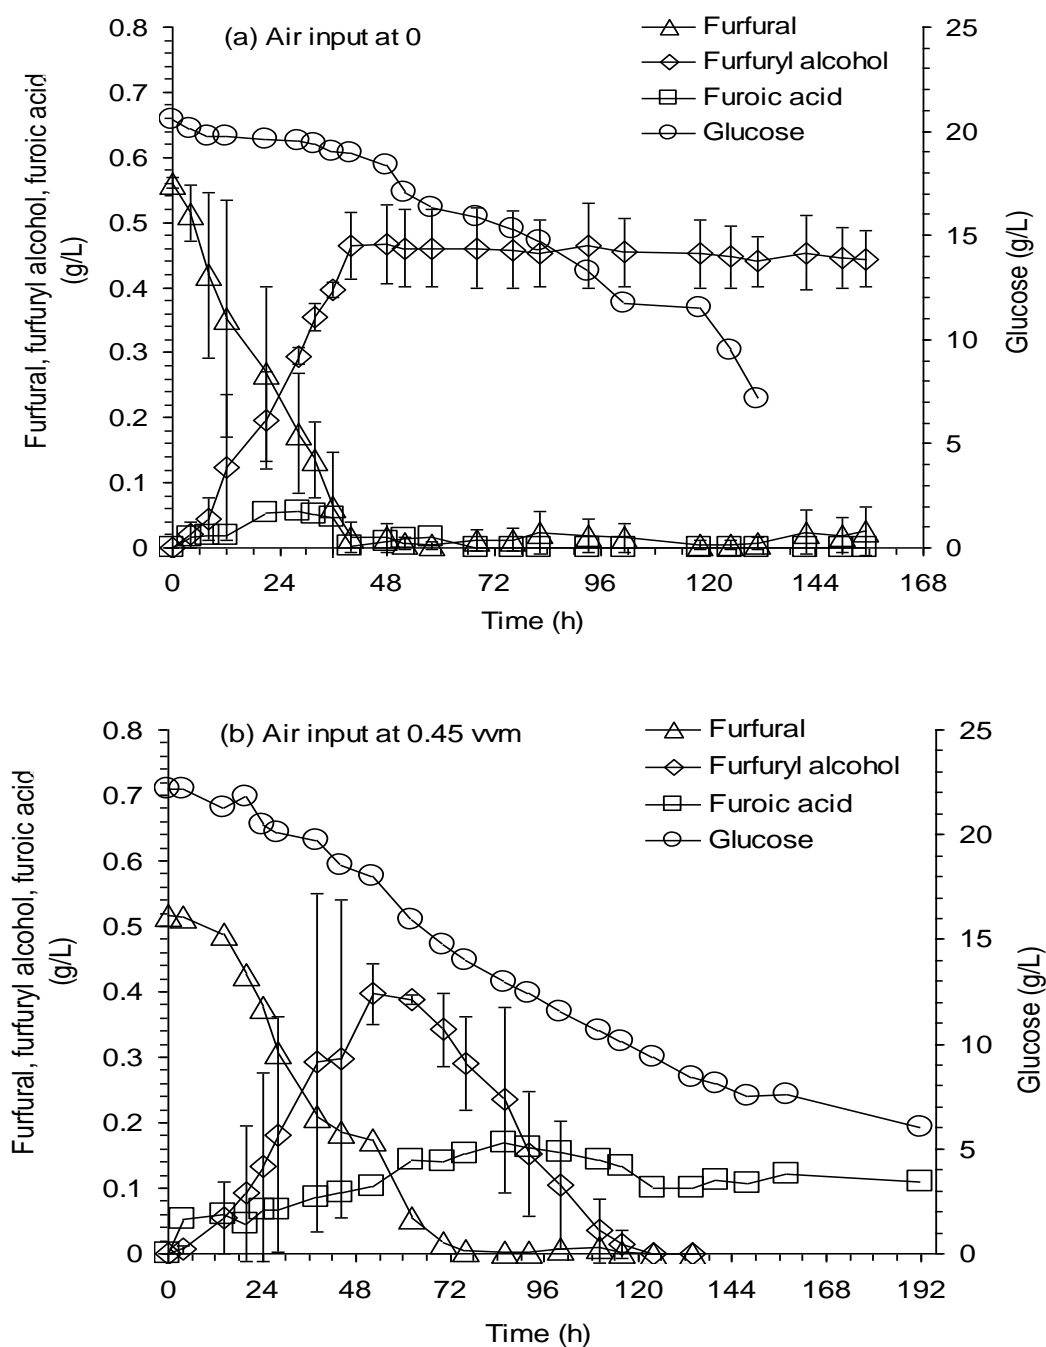 (a) Air input at 0
Furfural
Furfuryl alcohol
Furoic acid
Glucose
Furfural, furfuryl alcohol, furoic acid
(g/L)
0.8
0.7
0.6
0.5
0.4
0.3
0.2
0.1
0
25
20
15
10
5
0
Glucose (g/L)
0 24 48 72 96 120 144 168
Time (h)
(b) Air input at 0.45 vvm
Furfural
Furfuryl alcohol
Furoic acid
Glucose
Furfural, furfuryl alcohol, furoic acid
(g/L)
0.8
0.7
0.6
0.5
0.4
0.3
0.2
0.1
0
25
20
15
10
5
0
Glucose (g/L)
0 24 48 72 96 120 144 168 192
Time (h)